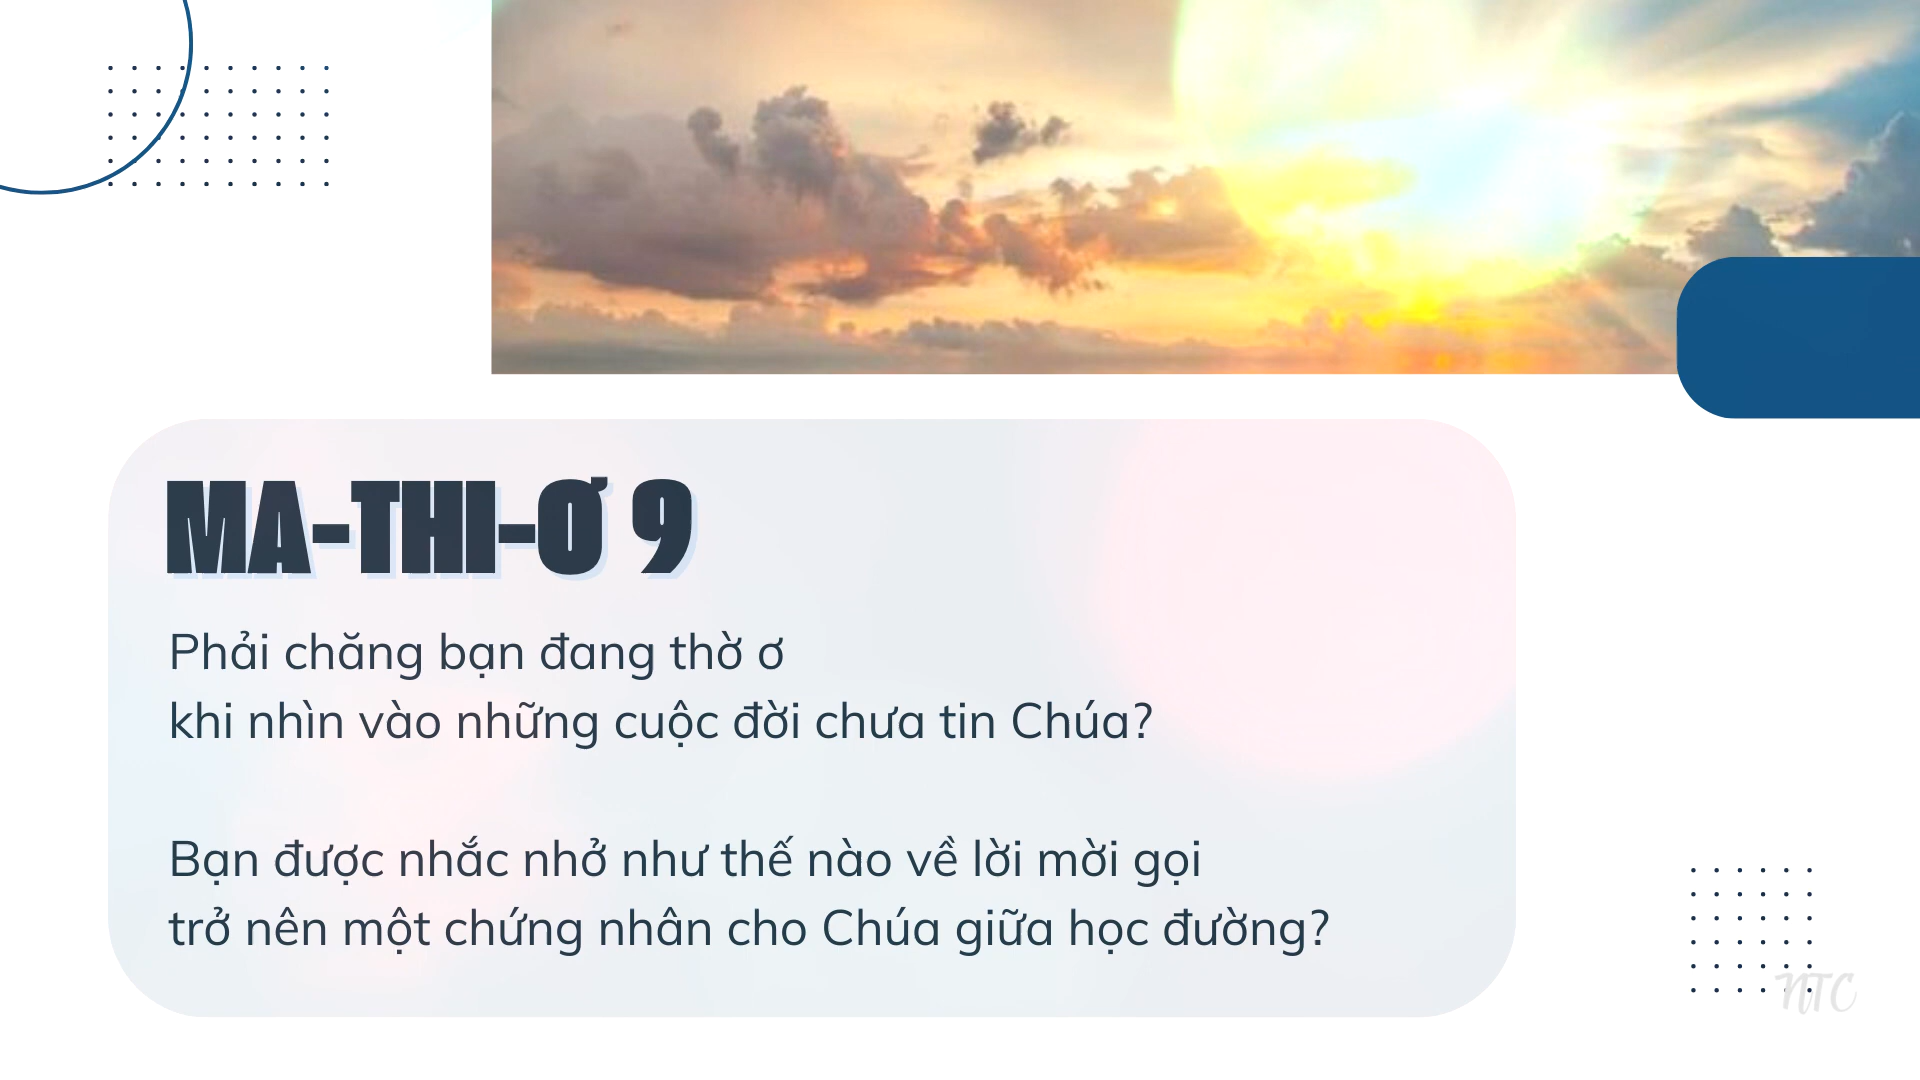 MA-THI-Ơ 9
Phải chăng bạn đang thờ ơ
khi nhìn vào những cuộc đời chưa tin Chúa?
Bạn được nhắc nhở như thế nào về lời mời gọi
trở nên một chứng nhân cho Chúa giữa học đường?
NTC